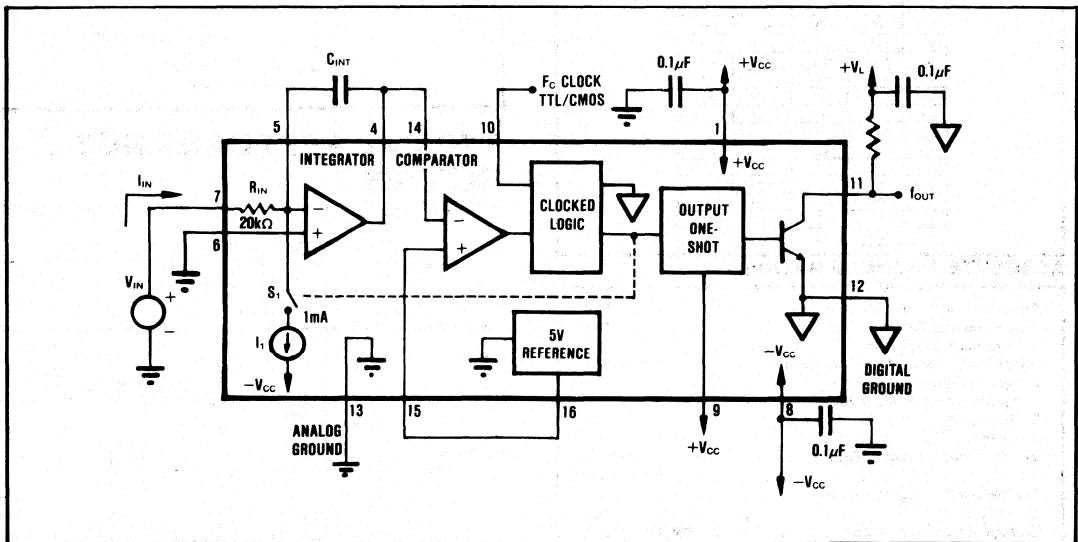 C_INT
F_C CLOCK
TTL/CMOS
0.1µF
+V_CC
+V_L
0.1µF
5
4
14
10
1
INTEGRATOR
COMPARATOR
+V_CC
I_IN
7
R_IN
20kΩ
6
−
+
−
+
CLOCKED
LOGIC
OUTPUT
ONE-
SHOT
11
f_OUT
V_IN
+
−
S_1
1mA
I_1
−V_CC
5V
REFERENCE
12
−V_CC
DIGITAL
GROUND
13
15
16
9
8
ANALOG
GROUND
+V_CC
0.1µF
−V_CC